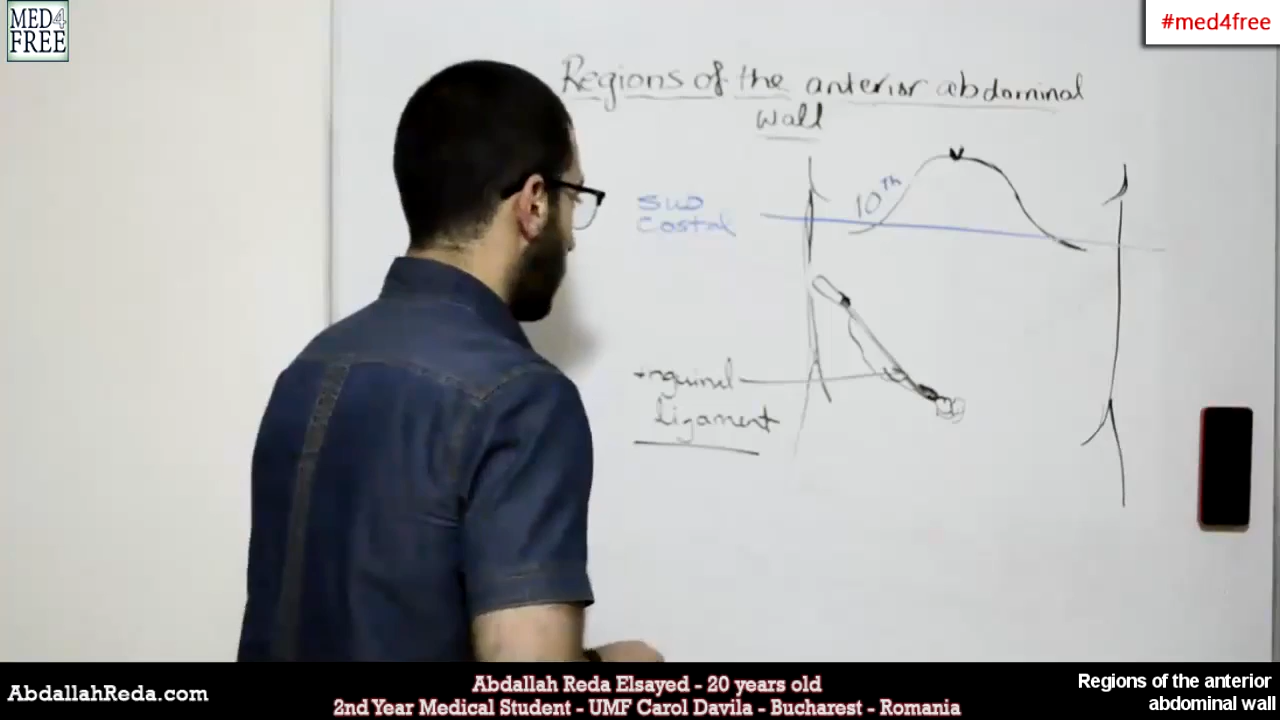 MED4
FREE
#med4free
Regions of the anterior abdominal
wall
10th
sub
costal
inguinal
ligament
AbdallahReda.com
Abdallah Reda Elsayed - 20 years old
2nd Year Medical Student - UMF Carol Davila - Bucharest - Romania
Regions of the anterior
abdominal wall